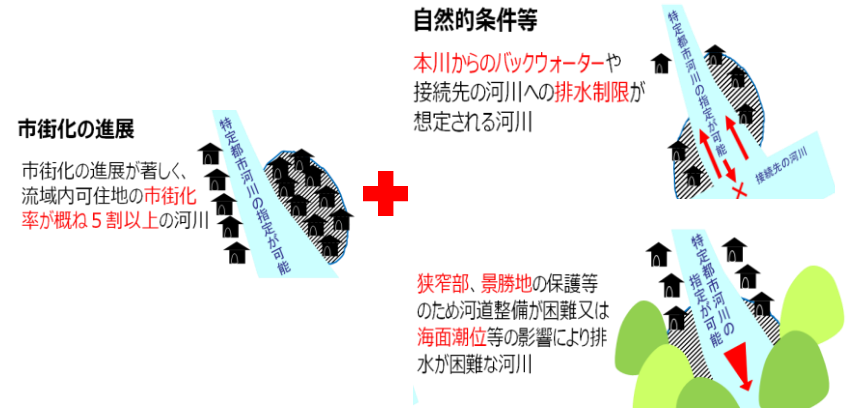 市街化の進展
市街化の進展が著しく、
流域内可住地の市街化
率が概ね５割以上の河川
特定都市河川の指定が可能
自然的条件等
本川からのバックウォーターや
接続先の河川への排水制限が
想定される河川
特定都市河川の指定が可能
接続先の河川
狭窄部、景勝地の保護等
のため河道整備が困難又は
海面潮位等の影響により排
水が困難な河川
特定都市河川の
指定が可能